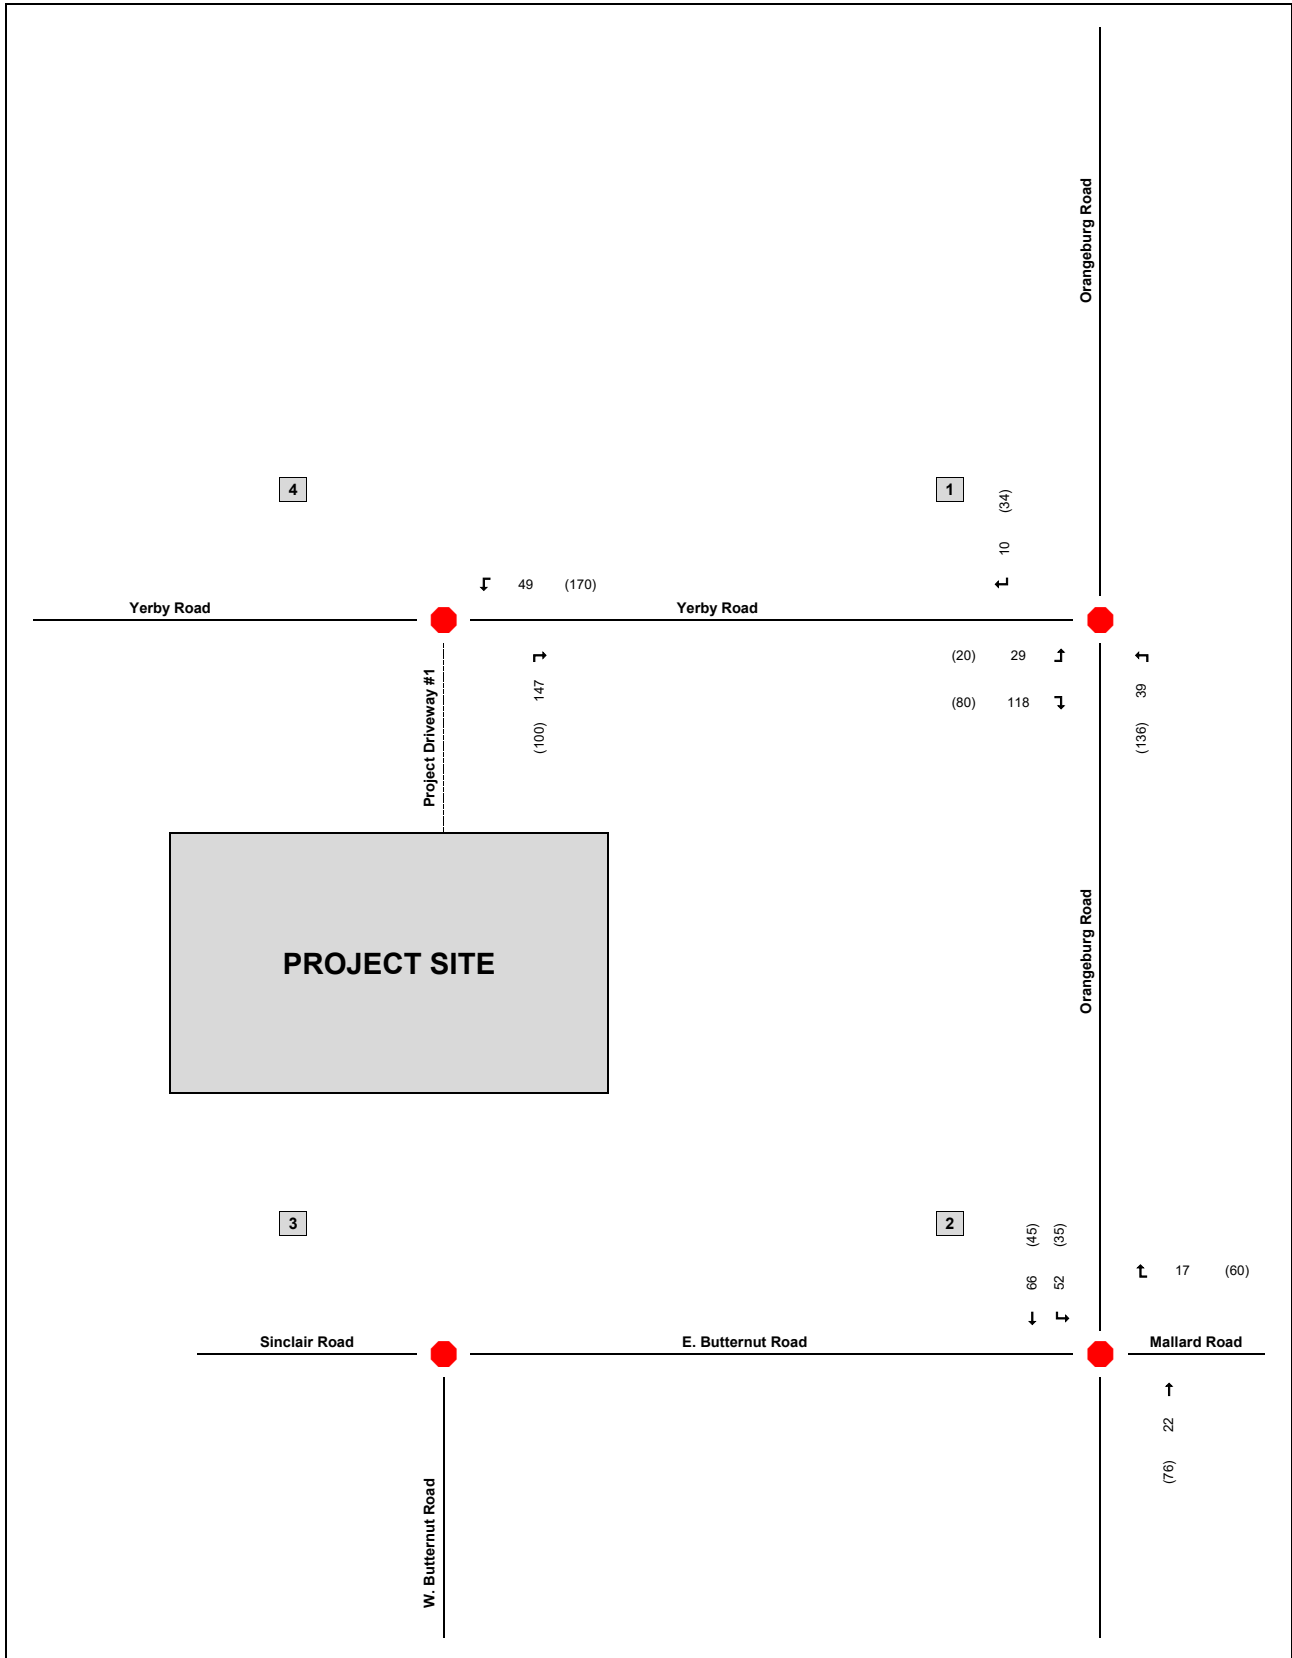 Orangeburg Road
4
1
(34)
10
49 (170)
Yerby Road
Yerby Road
(20) 29
(80) 118
147
(100)
39
(136)
Project Driveway #1
PROJECT SITE
Orangeburg Road
3
2
(45) (35)
66 52
17 (60)
Sinclair Road
E. Butternut Road
Mallard Road
22
(76)
W. Butternut Road